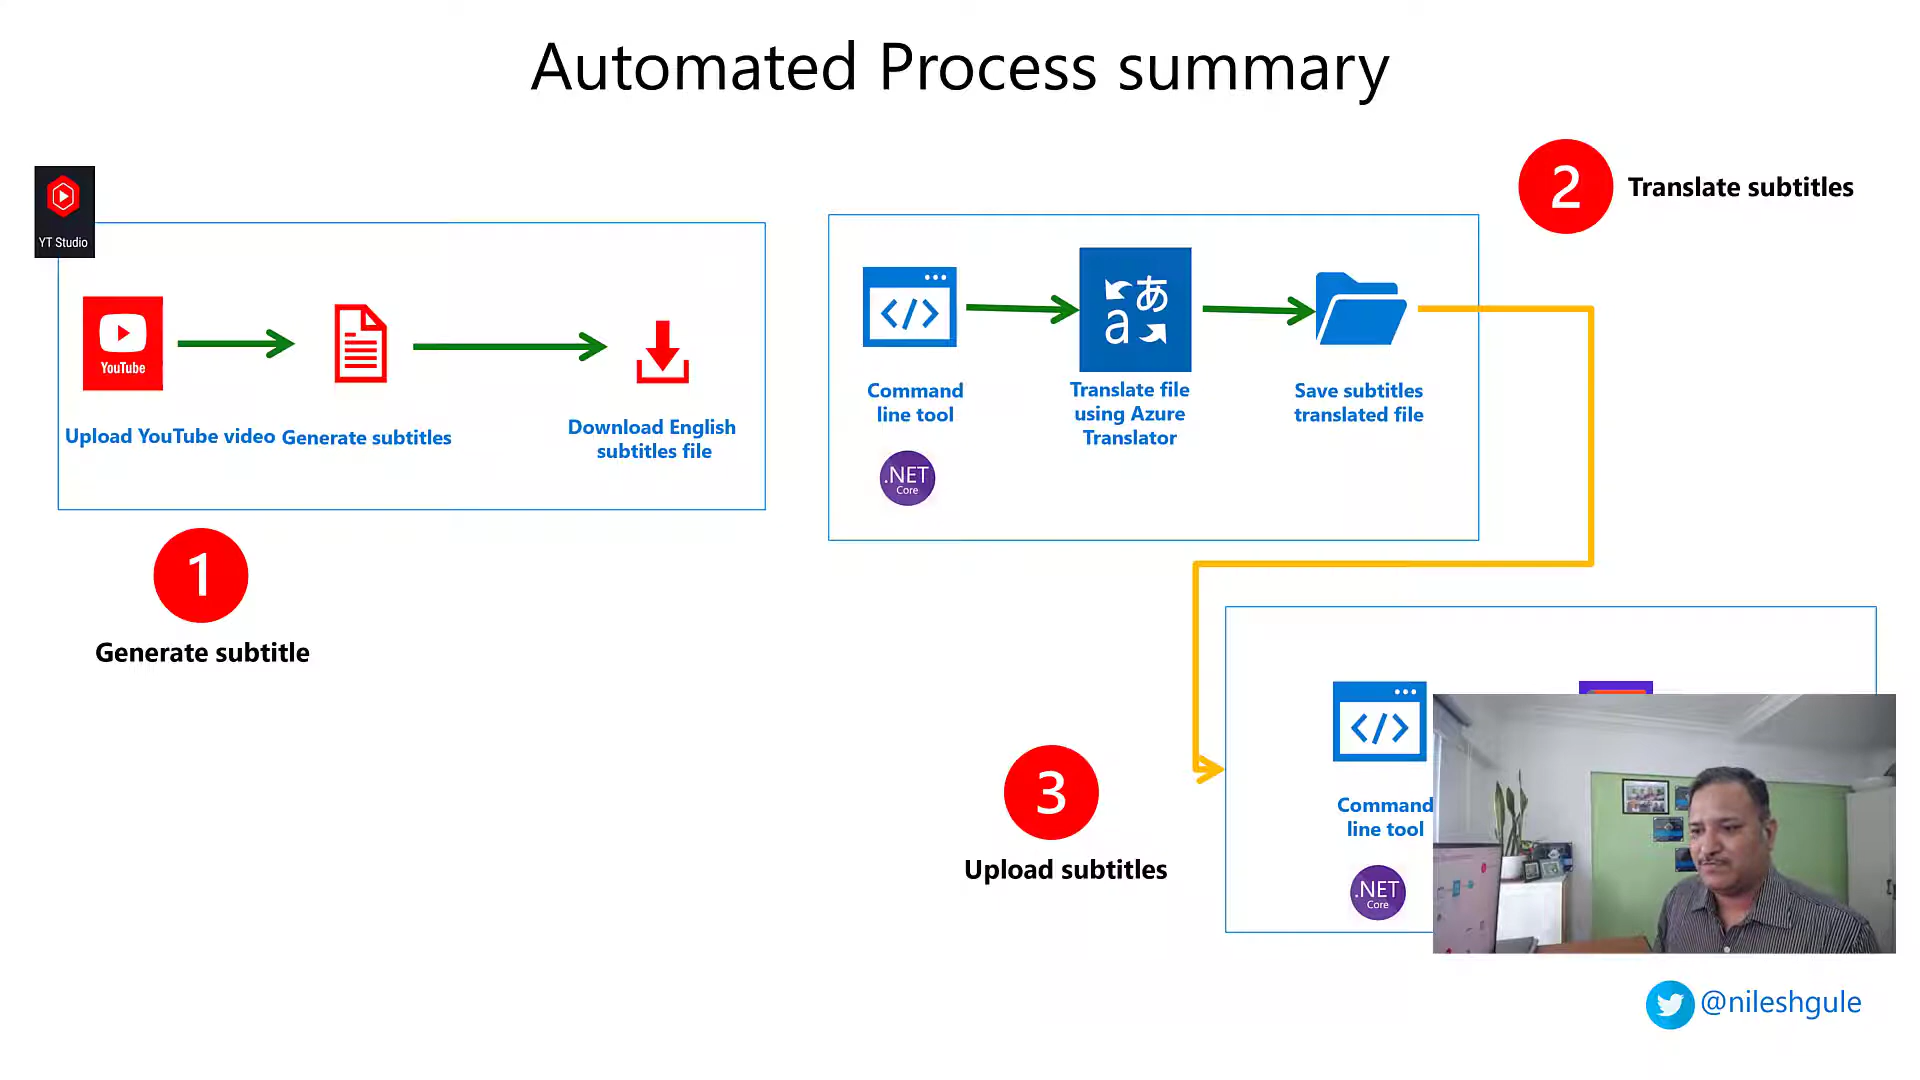 Automated Process summary
YT Studio
YouTube
Upload YouTube video
Generate subtitles
Download English
subtitles file
1
Generate subtitle
2
Translate subtitles
Command
line tool
.NET
Core
あ
a
Translate file
using Azure
Translator
Save subtitles
translated file
3
Upload subtitles
Command
line tool
.NET
Core
@nileshgule